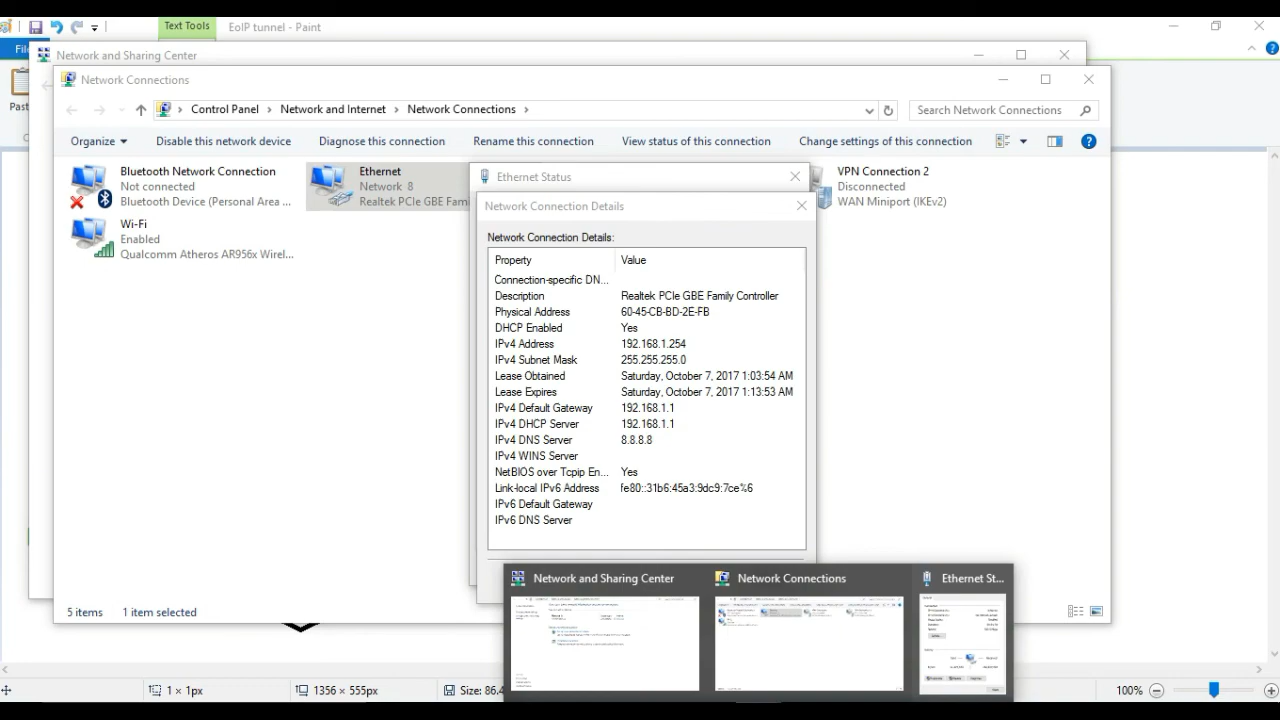 Text Tools
EoIP tunnel - Paint
Fil
Network and Sharing Center
Network Connections
Past
Control Panel
Network and Internet
Network Connections
Search Network Connections
Organize
Disable this network device
Diagnose this connection
Rename this connection
View status of this connection
Change settings of this connection
Bluetooth Network Connection
Not connected
Bluetooth Device (Personal Area ...
Ethernet
Network 8
Realtek PCIe GBE Fam
VPN Connection 2
Disconnected
WAN Miniport (IKEv2)
Wi-Fi
Enabled
Qualcomm Atheros AR956x Wirel...
Ethernet Status
Network Connection Details
Network Connection Details:
Property Value
Connection-specific DN...
Description Realtek PCIe GBE Family Controller
Physical Address 60-45-CB-BD-2E-FB
DHCP Enabled Yes
IPv4 Address 192.168.1.254
IPv4 Subnet Mask 255.255.255.0
Lease Obtained Saturday, October 7, 2017 1:03:54 AM
Lease Expires Saturday, October 7, 2017 1:13:53 AM
IPv4 Default Gateway 192.168.1.1
IPv4 DHCP Server 192.168.1.1
IPv4 DNS Server 8.8.8.8
IPv4 WINS Server
NetBIOS over Tcpip En... Yes
Link-local IPv6 Address fe80::31b6:45a3:9dc9:7ce%6
IPv6 Default Gateway
IPv6 DNS Server
Network and Sharing Center
Network Connections
Ethernet St...
5 items
1 item selected
1 × 1px
1356 × 555px
Size: 86.4
100%